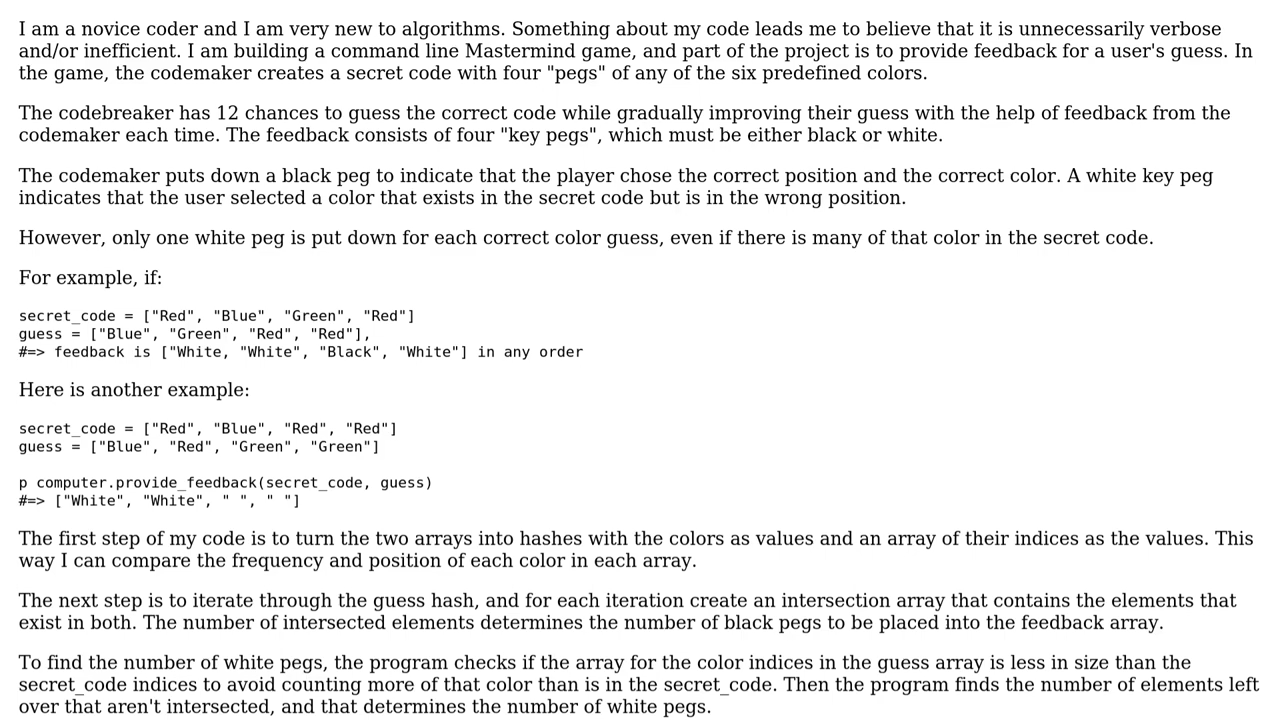 I am a novice coder and I am very new to algorithms. Something about my code leads me to believe that it is unnecessarily verbose
and/or inefficient. I am building a command line Mastermind game, and part of the project is to provide feedback for a user's guess. In
the game, the codemaker creates a secret code with four "pegs" of any of the six predefined colors.
The codebreaker has 12 chances to guess the correct code while gradually improving their guess with the help of feedback from the
codemaker each time. The feedback consists of four "key pegs", which must be either black or white.
The codemaker puts down a black peg to indicate that the player chose the correct position and the correct color. A white key peg
indicates that the user selected a color that exists in the secret code but is in the wrong position.
However, only one white peg is put down for each correct color guess, even if there is many of that color in the secret code.
For example, if:
secret_code = ["Red", "Blue", "Green", "Red"]
guess = ["Blue", "Green", "Red", "Red"],
#=> feedback is ["White, "White", "Black", "White"] in any order
Here is another example:
secret_code = ["Red", "Blue", "Red", "Red"]
guess = ["Blue", "Red", "Green", "Green"]
p computer.provide_feedback(secret_code, guess)
#=> ["White", "White", " ", " "]
The first step of my code is to turn the two arrays into hashes with the colors as values and an array of their indices as the values. This
way I can compare the frequency and position of each color in each array.
The next step is to iterate through the guess hash, and for each iteration create an intersection array that contains the elements that
exist in both. The number of intersected elements determines the number of black pegs to be placed into the feedback array.
To find the number of white pegs, the program checks if the array for the color indices in the guess array is less in size than the
secret_code indices to avoid counting more of that color than is in the secret_code. Then the program finds the number of elements left
over that aren't intersected, and that determines the number of white pegs.